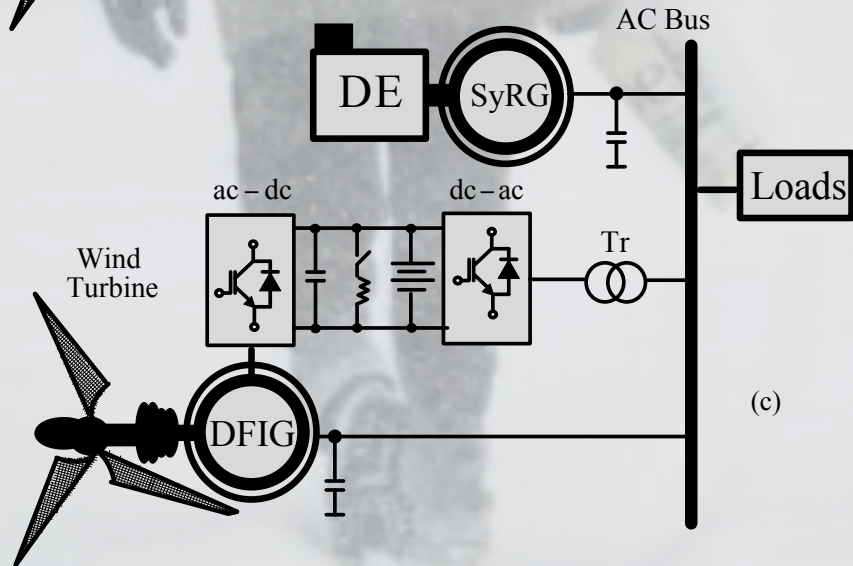 AC Bus
DE
SyRG
Loads
ac – dc
dc – ac
Tr
Wind
Turbine
(c)
DFIG